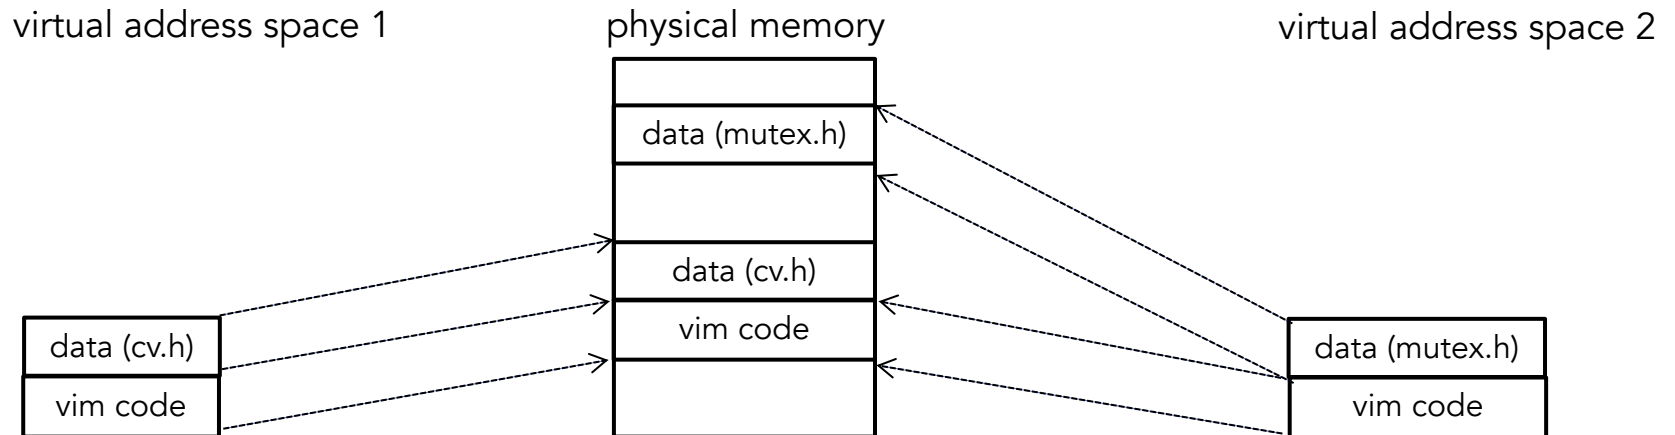 virtual address space 1
physical memory
virtual address space 2
data (mutex.h)
data (cv.h)
vim code
data (cv.h)
vim code
data (mutex.h)
vim code